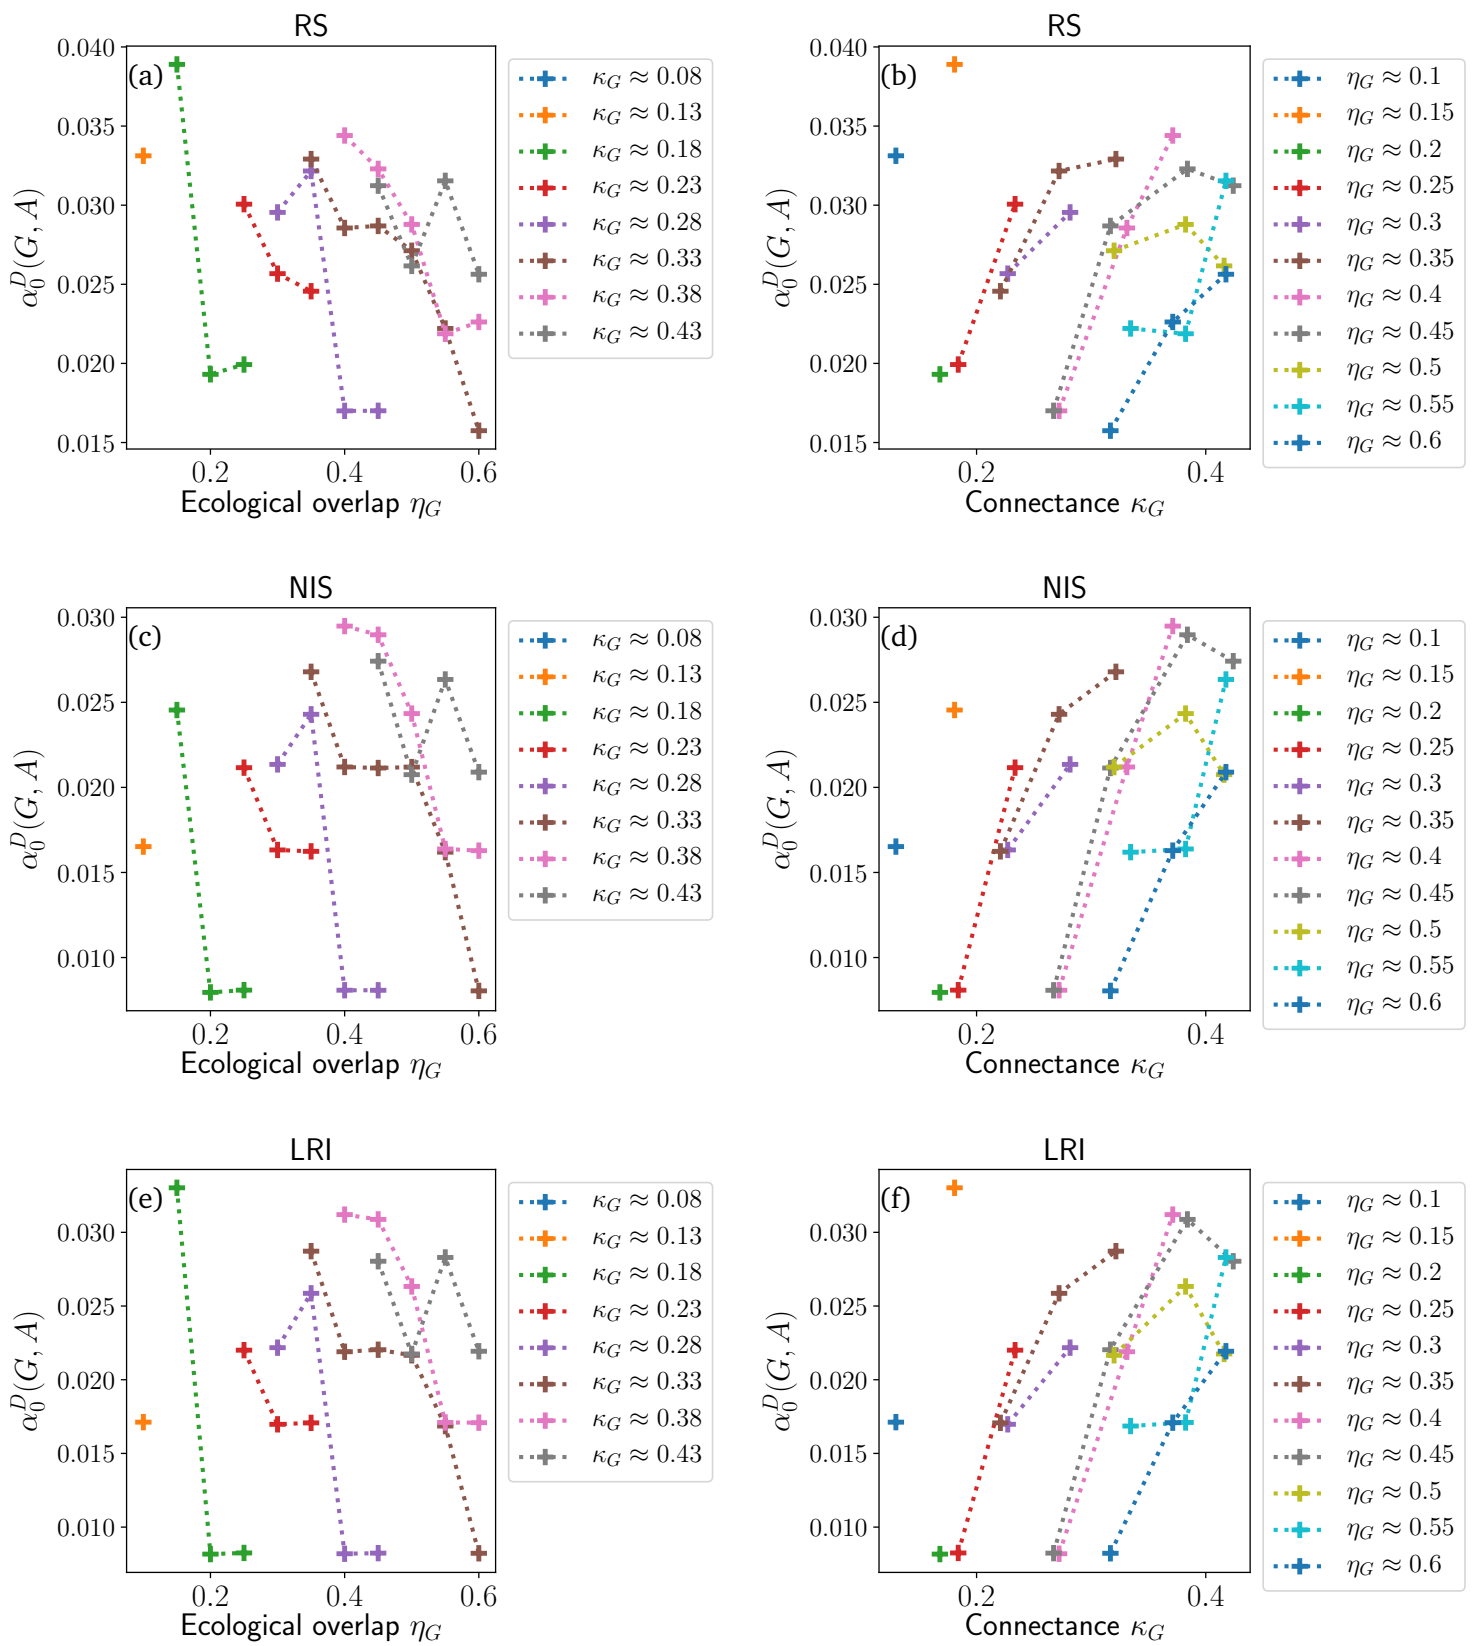 RS
(a)
0.040
0.035
0.030
0.025
0.020
0.015
α₀ᴰ(G, A)
0.2 0.4 0.6
Ecological overlap η_G
κ_G ≈ 0.08
κ_G ≈ 0.13
κ_G ≈ 0.18
κ_G ≈ 0.23
κ_G ≈ 0.28
κ_G ≈ 0.33
κ_G ≈ 0.38
κ_G ≈ 0.43
RS
(b)
0.040
0.035
0.030
0.025
0.020
0.015
α₀ᴰ(G, A)
0.2 0.4
Connectance κ_G
η_G ≈ 0.1
η_G ≈ 0.15
η_G ≈ 0.2
η_G ≈ 0.25
η_G ≈ 0.3
η_G ≈ 0.35
η_G ≈ 0.4
η_G ≈ 0.45
η_G ≈ 0.5
η_G ≈ 0.55
η_G ≈ 0.6
NIS
(c)
0.030
0.025
0.020
0.015
0.010
α₀ᴰ(G, A)
0.2 0.4 0.6
Ecological overlap η_G
κ_G ≈ 0.08
κ_G ≈ 0.13
κ_G ≈ 0.18
κ_G ≈ 0.23
κ_G ≈ 0.28
κ_G ≈ 0.33
κ_G ≈ 0.38
κ_G ≈ 0.43
NIS
(d)
0.030
0.025
0.020
0.015
0.010
α₀ᴰ(G, A)
0.2 0.4
Connectance κ_G
η_G ≈ 0.1
η_G ≈ 0.15
η_G ≈ 0.2
η_G ≈ 0.25
η_G ≈ 0.3
η_G ≈ 0.35
η_G ≈ 0.4
η_G ≈ 0.45
η_G ≈ 0.5
η_G ≈ 0.55
η_G ≈ 0.6
LRI
(e)
0.030
0.025
0.020
0.015
0.010
α₀ᴰ(G, A)
0.2 0.4 0.6
Ecological overlap η_G
κ_G ≈ 0.08
κ_G ≈ 0.13
κ_G ≈ 0.18
κ_G ≈ 0.23
κ_G ≈ 0.28
κ_G ≈ 0.33
κ_G ≈ 0.38
κ_G ≈ 0.43
LRI
(f)
0.030
0.025
0.020
0.015
0.010
α₀ᴰ(G, A)
0.2 0.4
Connectance κ_G
η_G ≈ 0.1
η_G ≈ 0.15
η_G ≈ 0.2
η_G ≈ 0.25
η_G ≈ 0.3
η_G ≈ 0.35
η_G ≈ 0.4
η_G ≈ 0.45
η_G ≈ 0.5
η_G ≈ 0.55
η_G ≈ 0.6